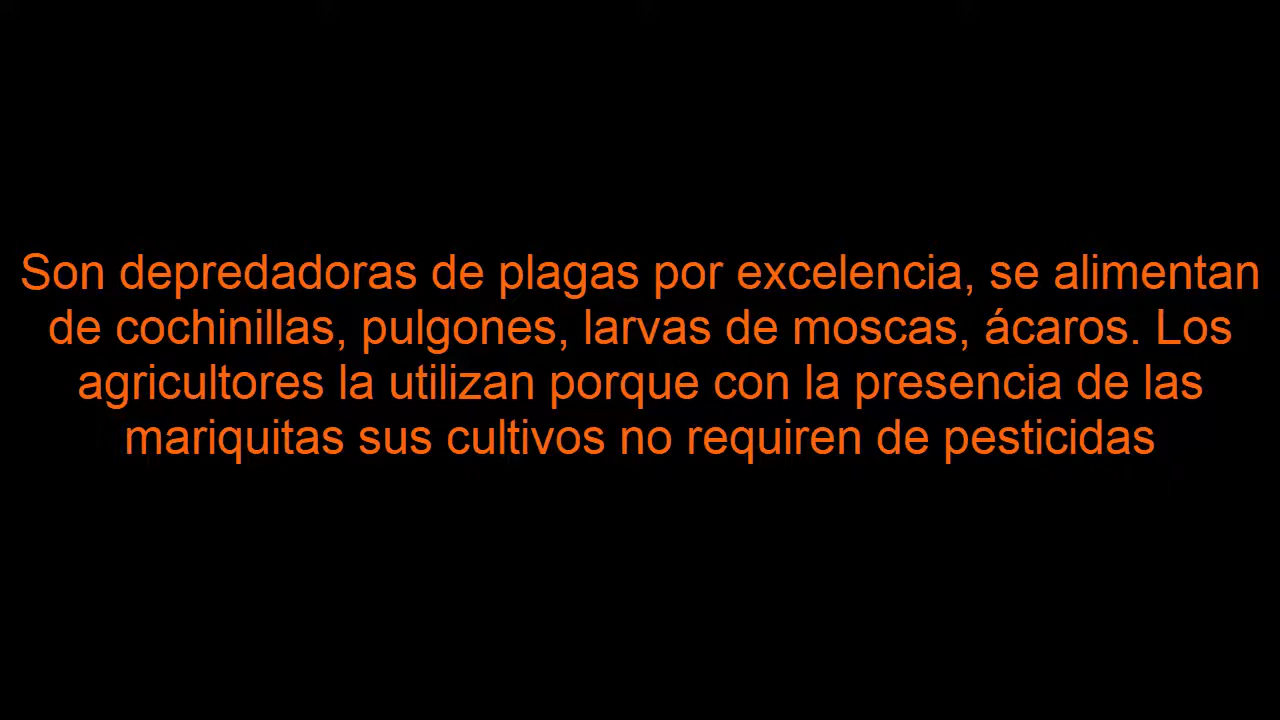 Son depredadoras de plagas por excelencia, se alimentan
de cochinillas, pulgones, larvas de moscas, ácaros. Los
agricultores la utilizan porque con la presencia de las
mariquitas sus cultivos no requiren de pesticidas